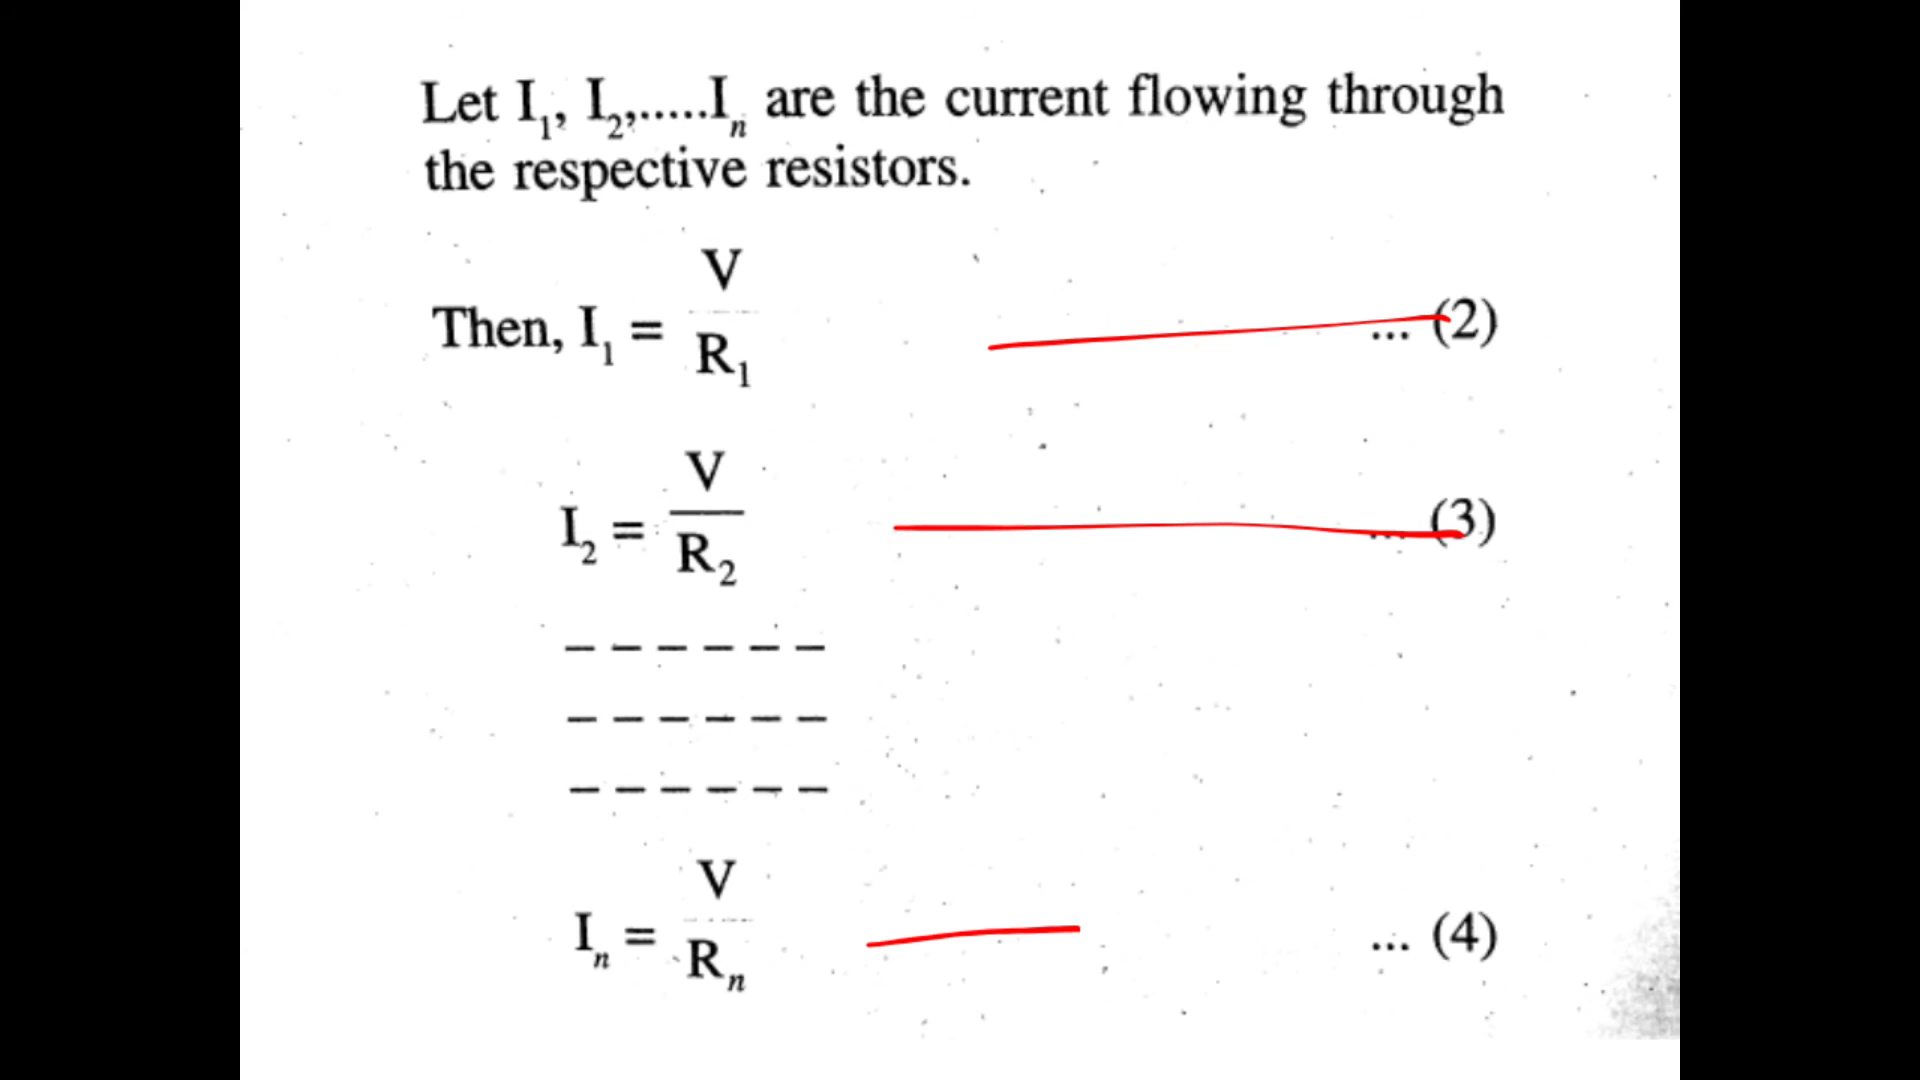 Let I₁, I₂,.....Iₙ are the current flowing through
the respective resistors.
Then, I₁ = V/R₁ ... (2)
I₂ = V/R₂ ... (3)
– – – – – –
– – – – – –
– – – – – –
Iₙ = V/Rₙ ... (4)